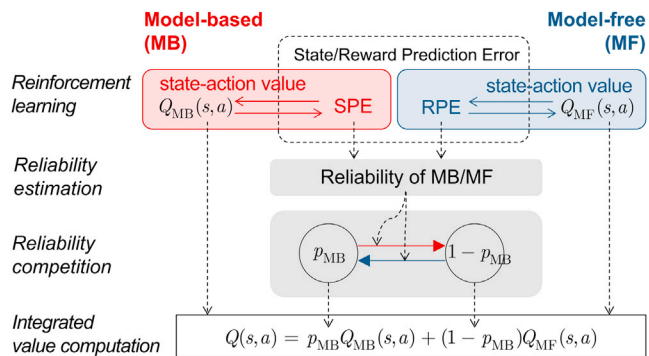 Model-based
(MB)
Model-free
(MF)
State/Reward Prediction Error
Reinforcement
learning
state-action value
Q_MB(s,a)
SPE
state-action value
RPE
Q_MF(s,a)
Reliability
estimation
Reliability of MB/MF
Reliability
competition
p_MB
1 − p_MB
Integrated
value computation
Q(s,a) = p_MB Q_MB(s,a) + (1 − p_MB)Q_MF(s,a)